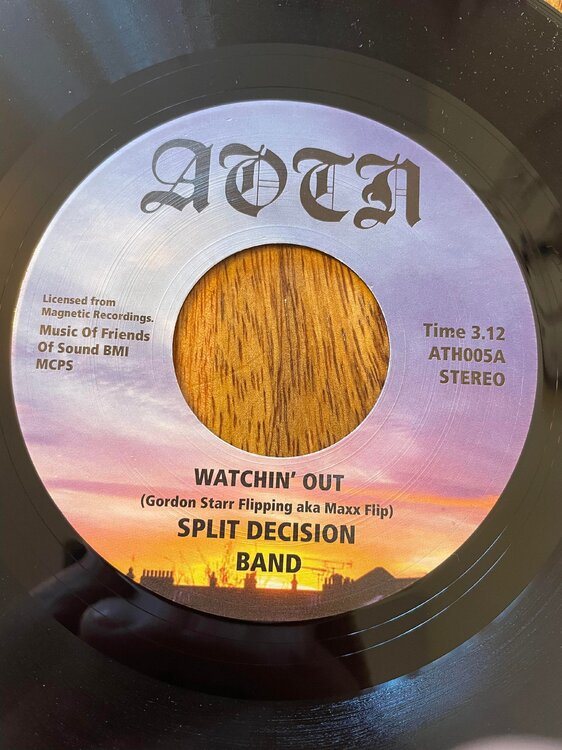 AOTN
Licensed from
Magnetic Recordings.
Music Of Friends
Of Sound BMI
MCPS
Time 3.12
ATH005A
STEREO
WATCHIN' OUT
(Gordon Starr Flipping aka Maxx Flip)
SPLIT DECISION
BAND